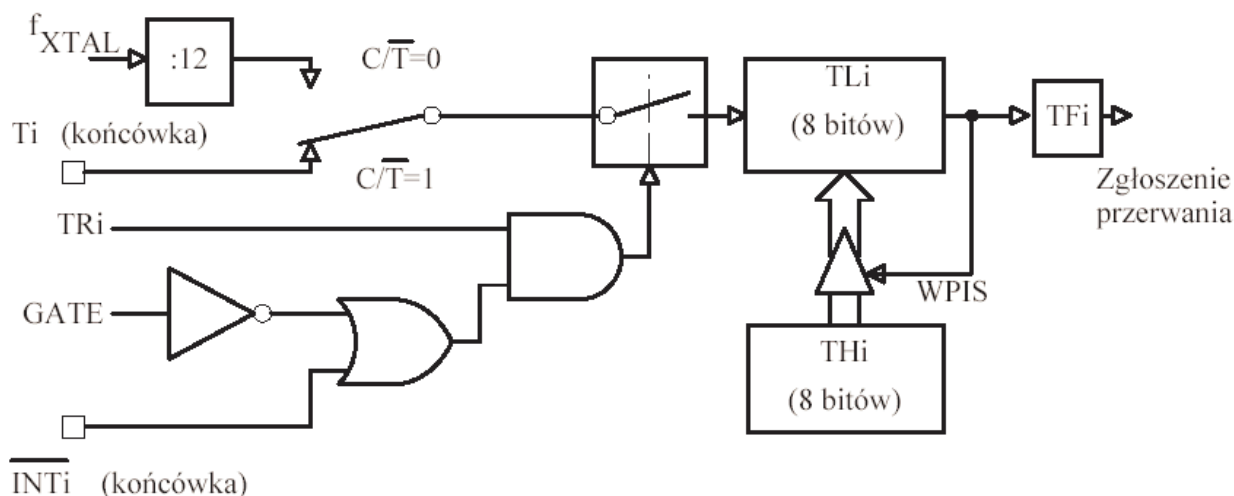 fXTAL
:12
C/T̅=0
Ti (końcówka)
C/T̅=1
TLi
(8 bitów)
TFi
Zgłoszenie
przerwania
TRi
GATE
WPIS
THi
(8 bitów)
I̅N̅T̅i̅ (końcówka)